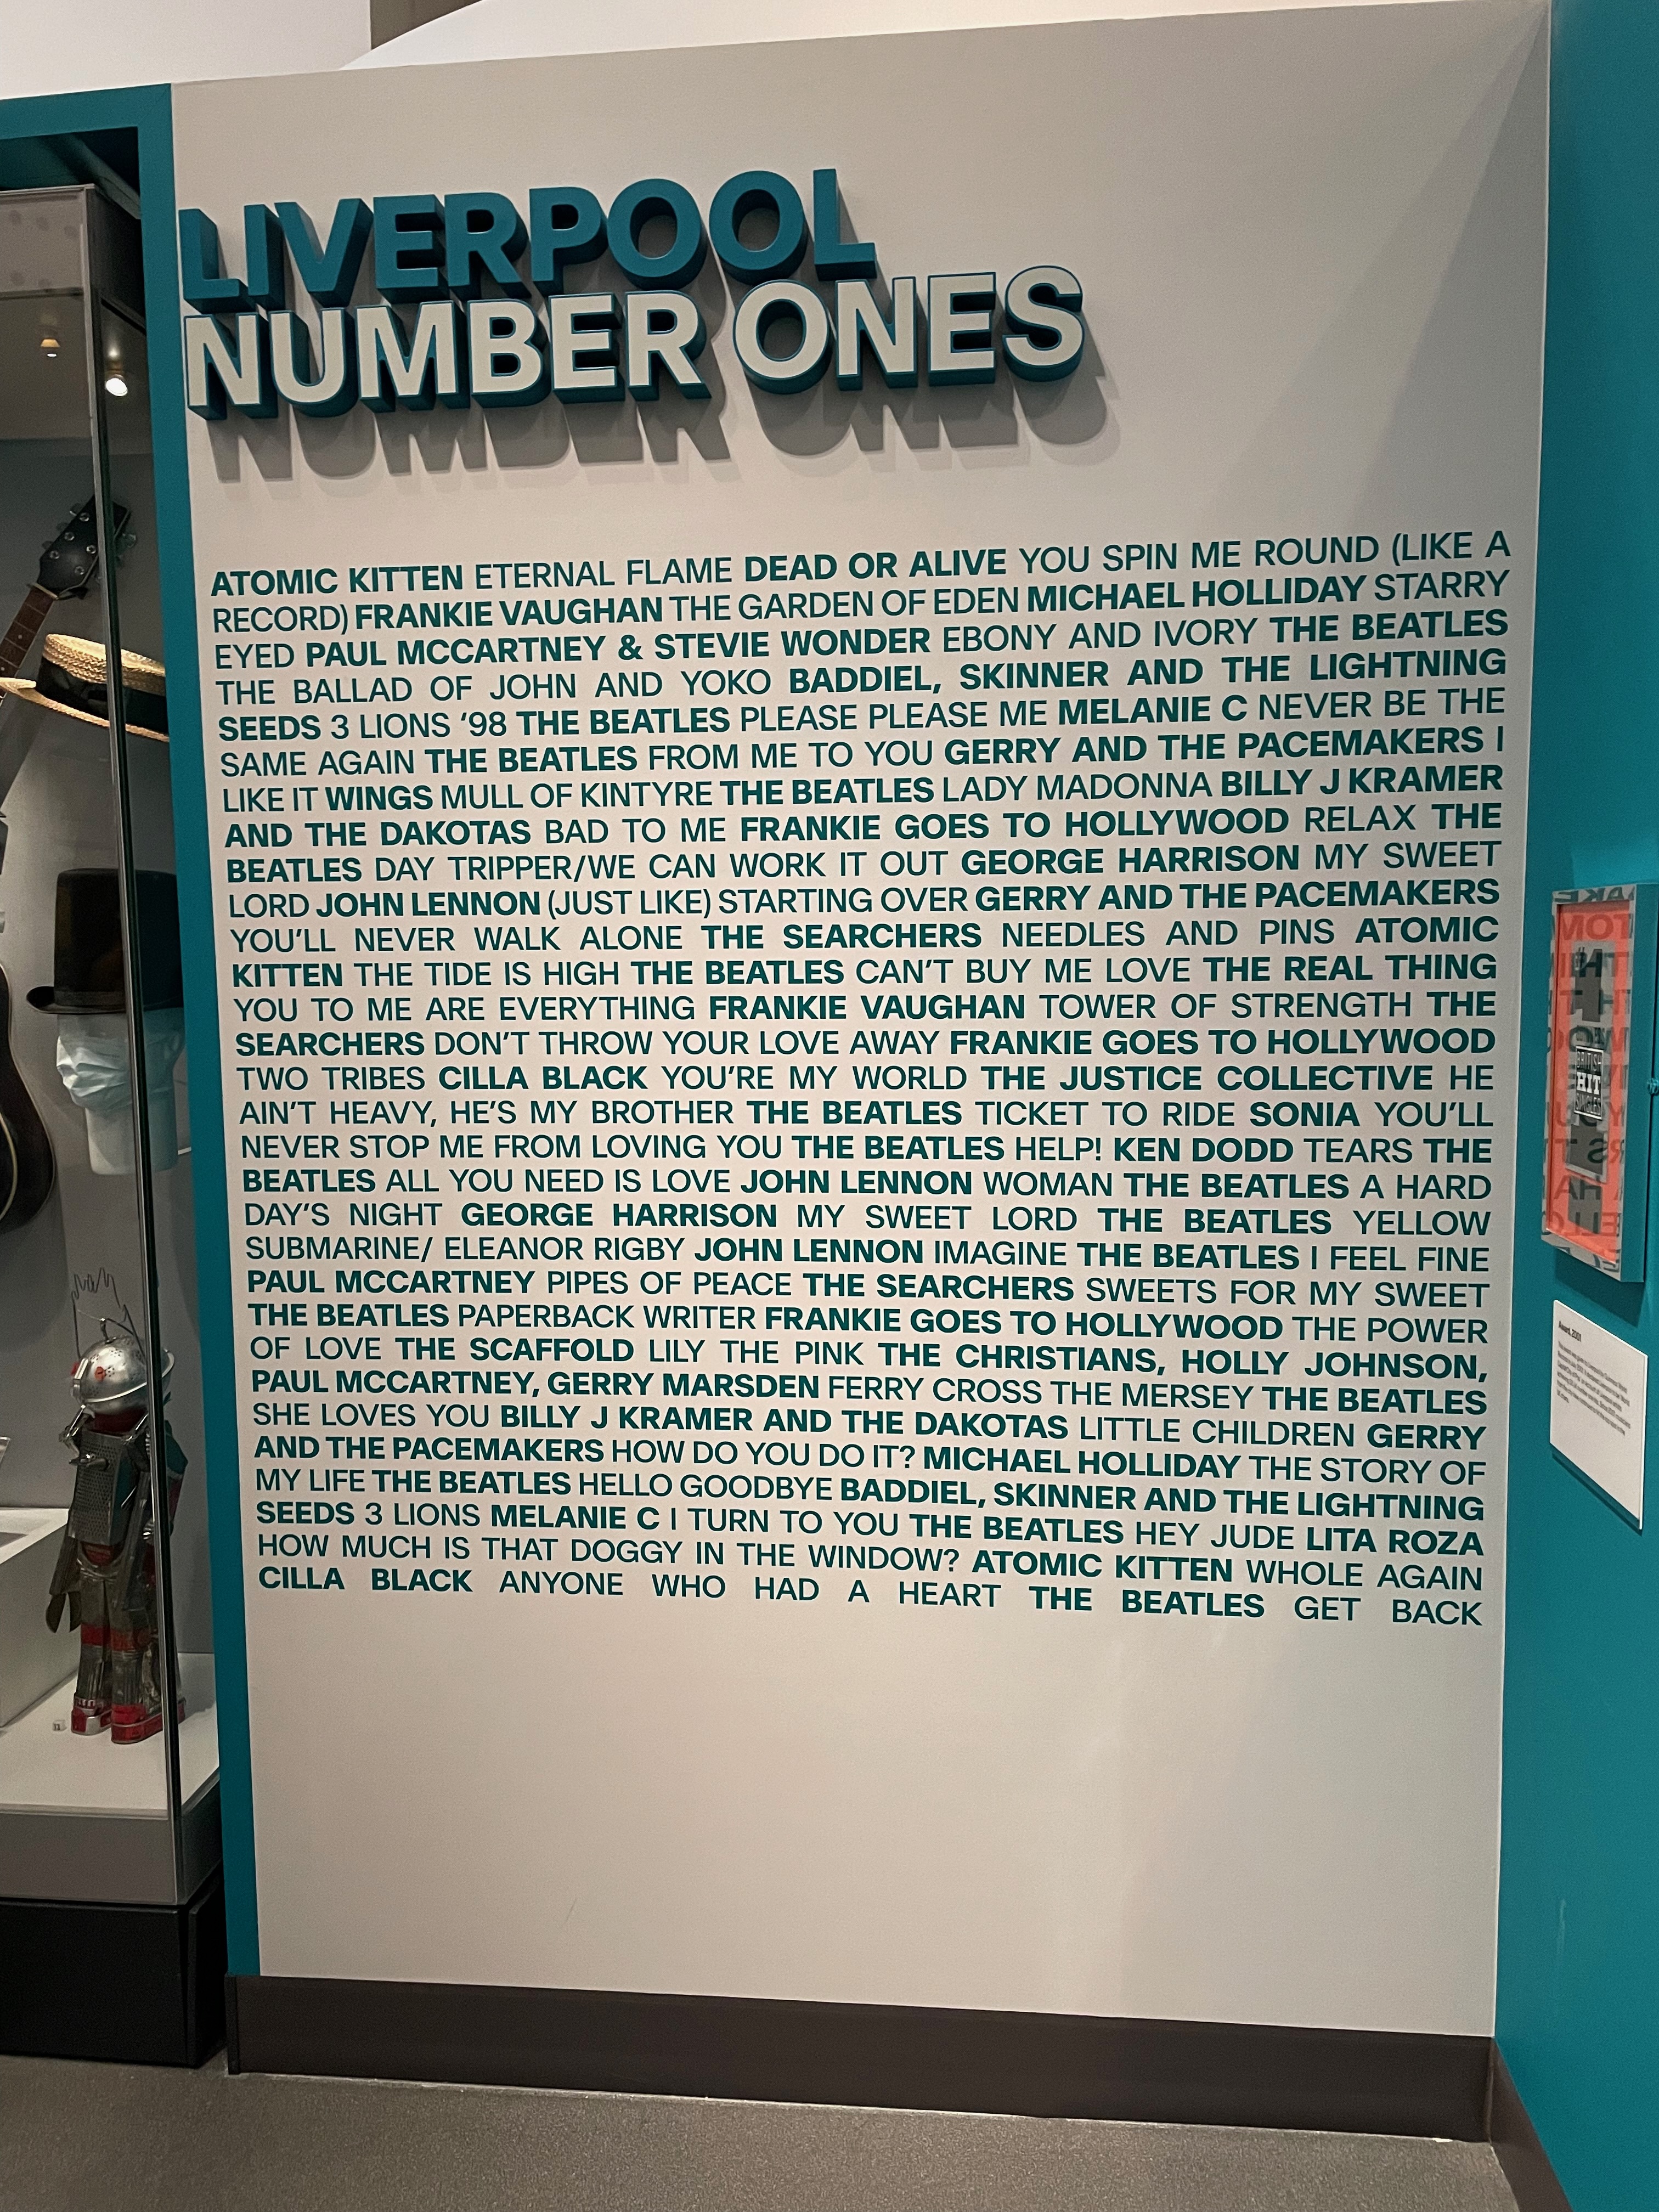 LIVERPOOL
NUMBER ONES
ATOMIC KITTEN ETERNAL FLAME DEAD OR ALIVE YOU SPIN ME ROUND (LIKE A
RECORD) FRANKIE VAUGHAN THE GARDEN OF EDEN MICHAEL HOLLIDAY STARRY
EYED PAUL MCCARTNEY & STEVIE WONDER EBONY AND IVORY THE BEATLES
THE BALLAD OF JOHN AND YOKO BADDIEL, SKINNER AND THE LIGHTNING
SEEDS 3 LIONS ’98 THE BEATLES PLEASE PLEASE ME MELANIE C NEVER BE THE
SAME AGAIN THE BEATLES FROM ME TO YOU GERRY AND THE PACEMAKERS I
LIKE IT WINGS MULL OF KINTYRE THE BEATLES LADY MADONNA BILLY J KRAMER
AND THE DAKOTAS BAD TO ME FRANKIE GOES TO HOLLYWOOD RELAX THE
BEATLES DAY TRIPPER/WE CAN WORK IT OUT GEORGE HARRISON MY SWEET
LORD JOHN LENNON (JUST LIKE) STARTING OVER GERRY AND THE PACEMAKERS
YOU’LL NEVER WALK ALONE THE SEARCHERS NEEDLES AND PINS ATOMIC
KITTEN THE TIDE IS HIGH THE BEATLES CAN’T BUY ME LOVE THE REAL THING
YOU TO ME ARE EVERYTHING FRANKIE VAUGHAN TOWER OF STRENGTH THE
SEARCHERS DON’T THROW YOUR LOVE AWAY FRANKIE GOES TO HOLLYWOOD
TWO TRIBES CILLA BLACK YOU’RE MY WORLD THE JUSTICE COLLECTIVE HE
AIN’T HEAVY, HE’S MY BROTHER THE BEATLES TICKET TO RIDE SONIA YOU’LL
NEVER STOP ME FROM LOVING YOU THE BEATLES HELP! KEN DODD TEARS THE
BEATLES ALL YOU NEED IS LOVE JOHN LENNON WOMAN THE BEATLES A HARD
DAY’S NIGHT GEORGE HARRISON MY SWEET LORD THE BEATLES YELLOW
SUBMARINE/ ELEANOR RIGBY JOHN LENNON IMAGINE THE BEATLES I FEEL FINE
PAUL MCCARTNEY PIPES OF PEACE THE SEARCHERS SWEETS FOR MY SWEET
THE BEATLES PAPERBACK WRITER FRANKIE GOES TO HOLLYWOOD THE POWER
OF LOVE THE SCAFFOLD LILY THE PINK THE CHRISTIANS, HOLLY JOHNSON,
PAUL MCCARTNEY, GERRY MARSDEN FERRY CROSS THE MERSEY THE BEATLES
SHE LOVES YOU BILLY J KRAMER AND THE DAKOTAS LITTLE CHILDREN GERRY
AND THE PACEMAKERS HOW DO YOU DO IT? MICHAEL HOLLIDAY THE STORY OF
MY LIFE THE BEATLES HELLO GOODBYE BADDIEL, SKINNER AND THE LIGHTNING
SEEDS 3 LIONS MELANIE C I TURN TO YOU THE BEATLES HEY JUDE LITA ROZA
HOW MUCH IS THAT DOGGY IN THE WINDOW? ATOMIC KITTEN WHOLE AGAIN
CILLA BLACK ANYONE WHO HAD A HEART THE BEATLES GET BACK
BRITISH
HIT
SINGLES
Award, 2001